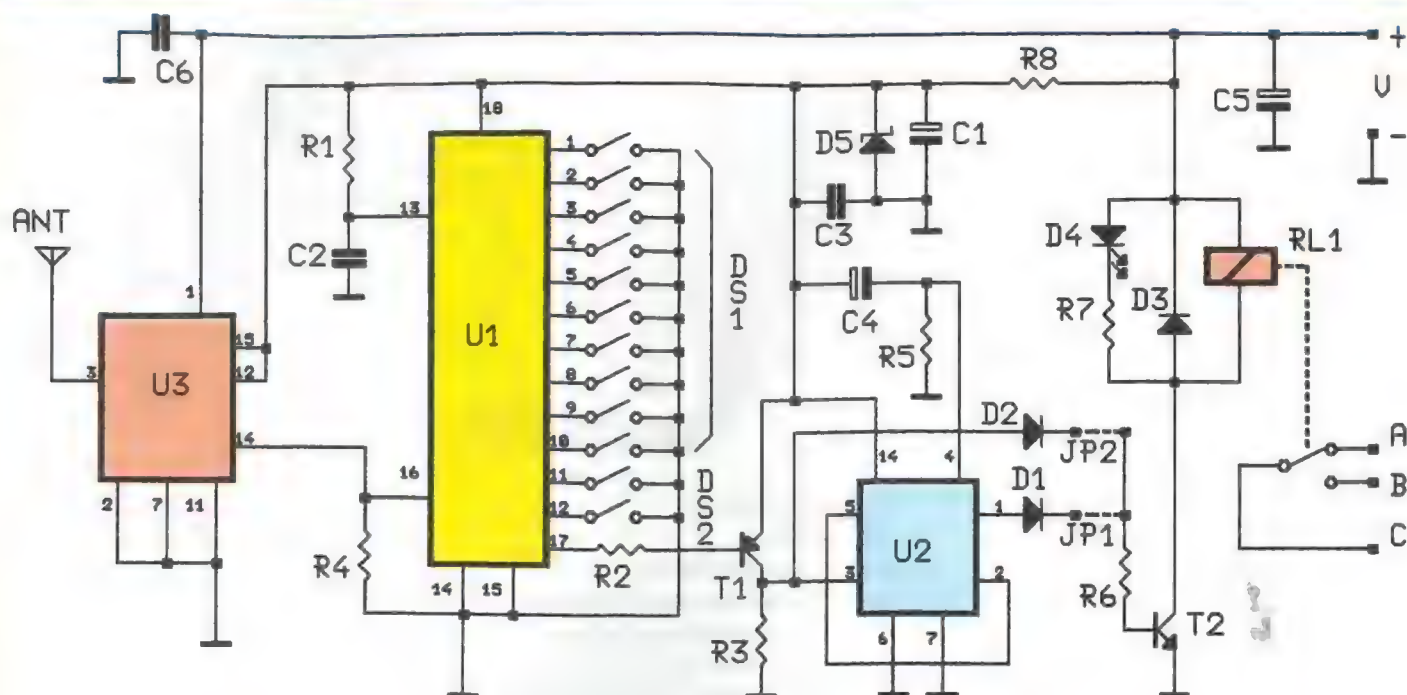 C6
R8
+
V
-
C5
18
R1
13
C2
ANT
1
15
12
3
U3
14
2
7
11
U1
1
2
3
4
5
6
7
8
9
10
11
12
17
DS1
DS2
16
R4
14
15
R2
T1
R3
D5
C1
C3
C4
R5
D2
JP2
D1
JP1
14
4
5
3
U2
1
2
6
7
R6
T2
D4
R7
D3
RL1
A
B
C